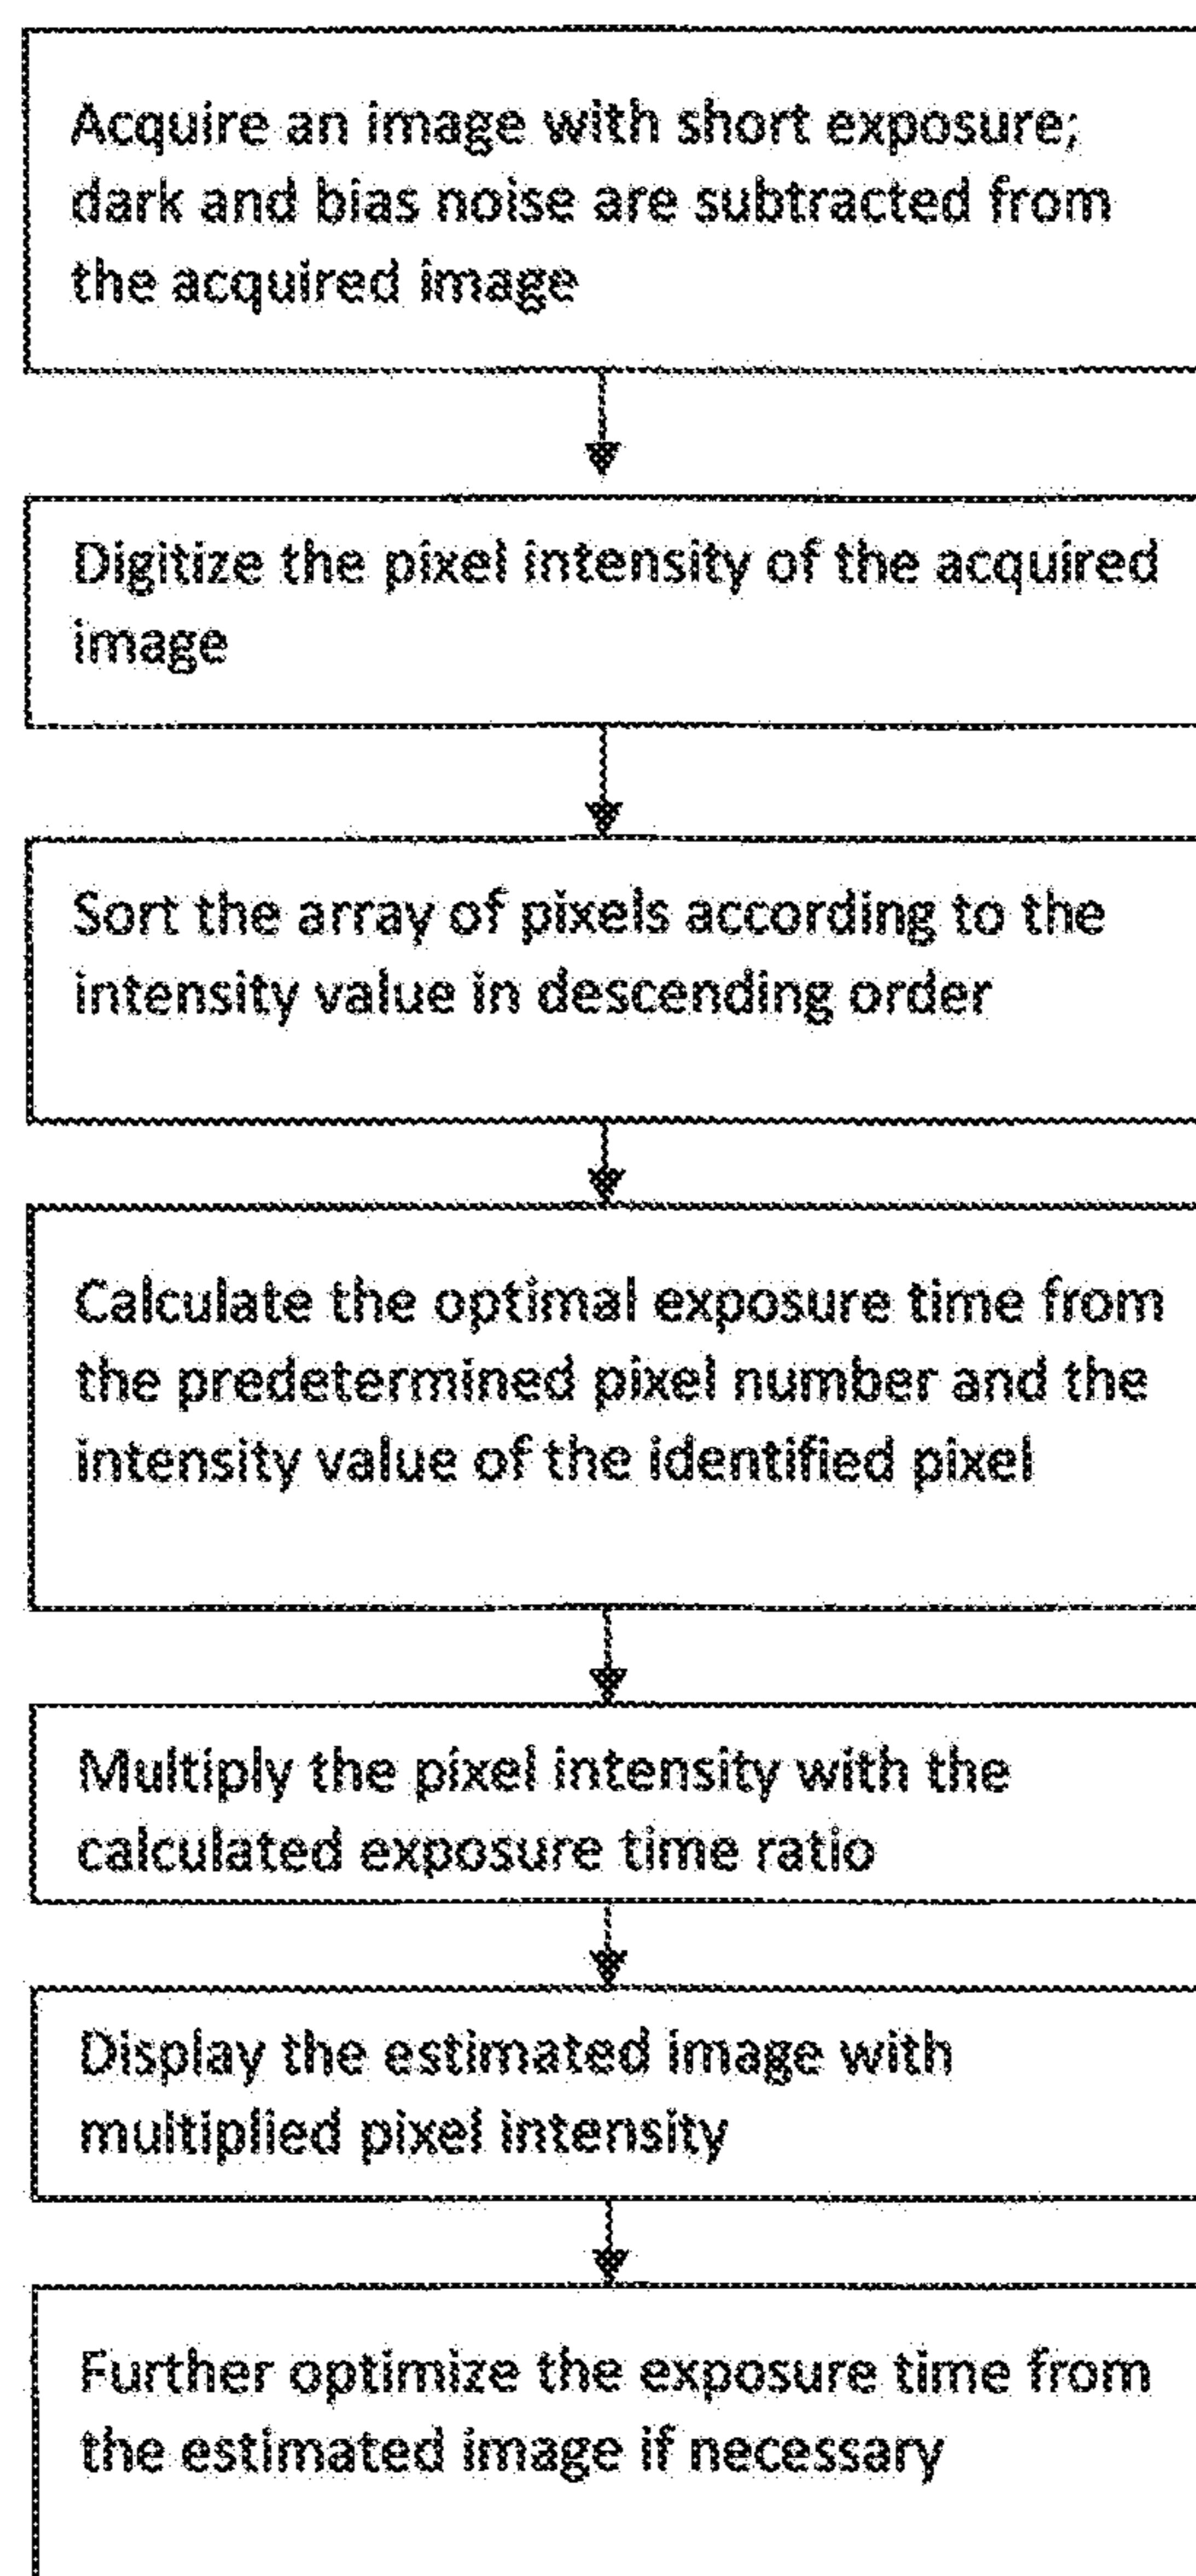 Acquire an image with short exposure;
dark and bias noise are subtracted from
the acquired image
Digitize the pixel intensity of the acquired
image
Sort the array of pixels according to the
intensity value in descending order
Calculate the optimal exposure time from
the predetermined pixel number and the
intensity value of the identified pixel
Multiply the pixel intensity with the
calculated exposure time ratio
Display the estimated image with
multiplied pixel intensity
Further optimize the exposure time from
the estimated image if necessary